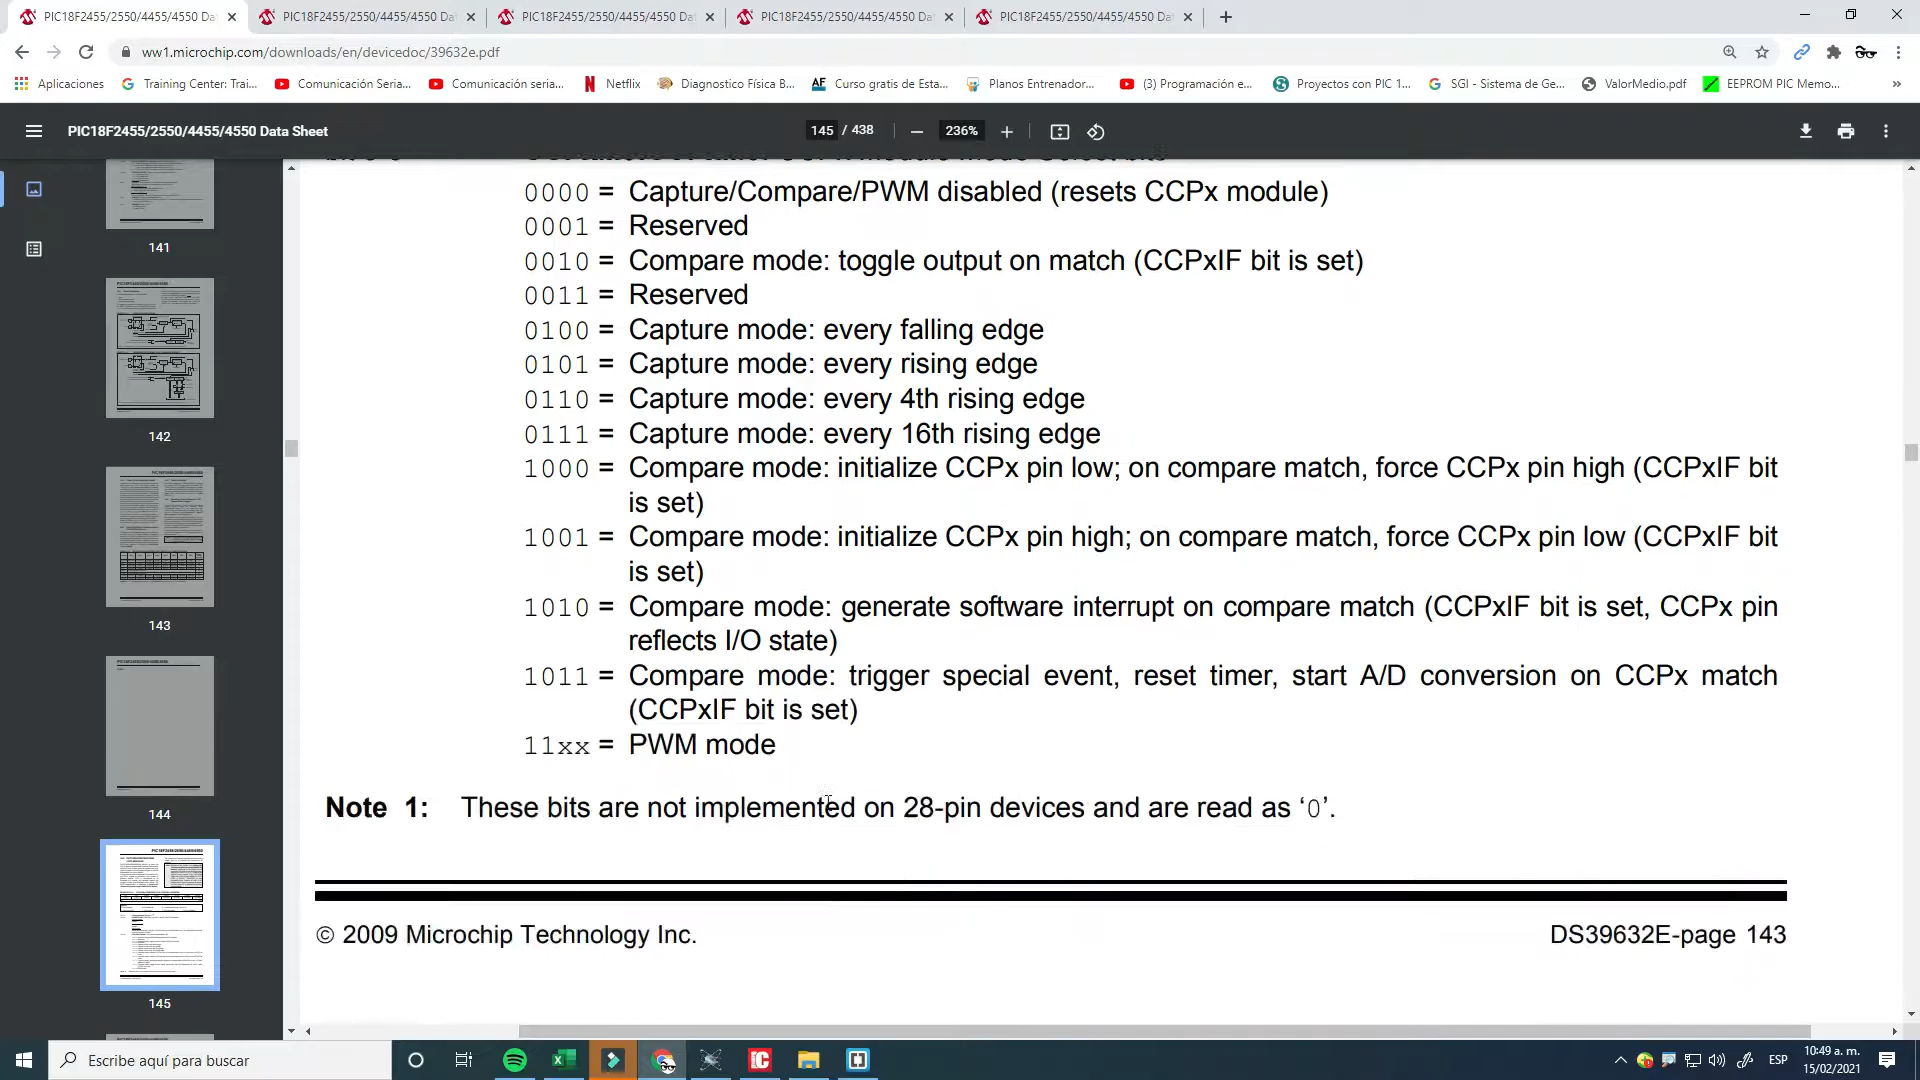 PIC18F2455/2550/4455/4550 Dat
PIC18F2455/2550/4455/4550 Dat
PIC18F2455/2550/4455/4550 Dat
PIC18F2455/2550/4455/4550 Dat
PIC18F2455/2550/4455/4550 Dat
ww1.microchip.com/downloads/en/devicedoc/39632e.pdf
Aplicaciones
Training Center: Trai...
Comunicación Seria...
Comunicación seria...
Netflix
Diagnostico Física B...
AF Curso gratis de Esta...
Planos Entrenador...
(3) Programación e...
Proyectos con PIC 1...
SGI - Sistema de Ge...
ValorMedio.pdf
EEPROM PIC Memo...
PIC18F2455/2550/4455/4550 Data Sheet
145 / 438
236%
141
142
143
144
145
0000 = Capture/Compare/PWM disabled (resets CCPx module)
0001 = Reserved
0010 = Compare mode: toggle output on match (CCPxIF bit is set)
0011 = Reserved
0100 = Capture mode: every falling edge
0101 = Capture mode: every rising edge
0110 = Capture mode: every 4th rising edge
0111 = Capture mode: every 16th rising edge
1000 = Compare mode: initialize CCPx pin low; on compare match, force CCPx pin high (CCPxIF bit
is set)
1001 = Compare mode: initialize CCPx pin high; on compare match, force CCPx pin low (CCPxIF bit
is set)
1010 = Compare mode: generate software interrupt on compare match (CCPxIF bit is set, CCPx pin
reflects I/O state)
1011 = Compare mode: trigger special event, reset timer, start A/D conversion on CCPx match
(CCPxIF bit is set)
11xx = PWM mode
Note 1: These bits are not implemented on 28-pin devices and are read as ‘0’.
© 2009 Microchip Technology Inc.
DS39632E-page 143
Escribe aquí para buscar
ESP
10:49 a. m.
15/02/2021